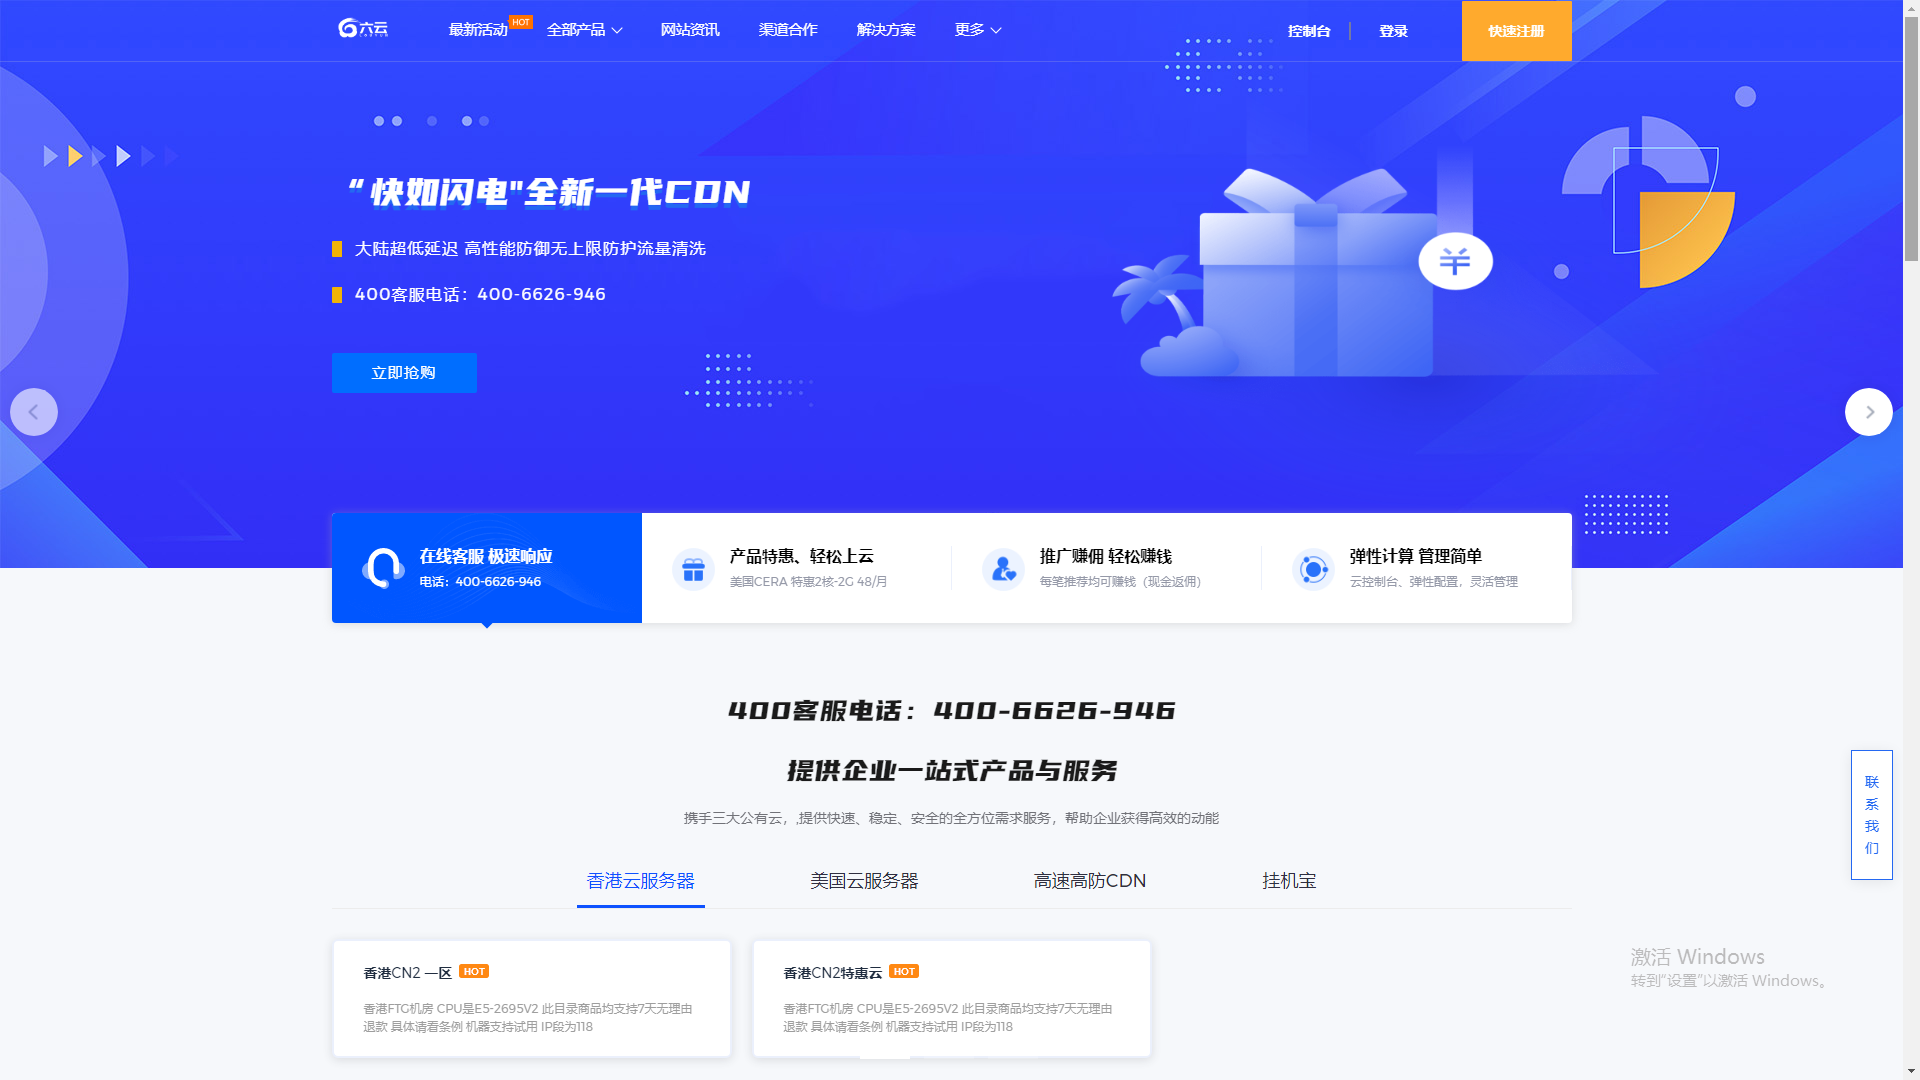 六云
最新活动
HOT
全部产品
网站资讯
渠道合作
解决方案
更多
控制台
登录
快速注册
“快如闪电"全新一代CDN
大陆超低延迟 高性能防御无上限防护流量清洗
400客服电话：400-6626-946
立即抢购
羊
在线客服 极速响应
电话：400-6626-946
产品特惠、轻松上云
美国CERA 特惠2核-2G 48/月
推广赚佣 轻松赚钱
每笔推荐均可赚钱（现金返佣）
弹性计算 管理简单
云控制台、弹性配置，灵活管理
400客服电话：400-6626-946
提供企业一站式产品与服务
携手三大公有云，,提供快速、稳定、安全的全方位需求服务，帮助企业获得高效的动能
香港云服务器
美国云服务器
高速高防CDN
挂机宝
香港CN2 一区 HOT
香港FTG机房 CPU是E5-2695V2 此目录商品均支持7天无理由
退款 具体请看条例 机器支持试用 IP段为118
香港CN2特惠云 HOT
香港FTG机房 CPU是E5-2695V2 此目录商品均支持7天无理由
退款 具体请看条例 机器支持试用 IP段为118
联
系
我
们
激活 Windows
转到“设置”以激活 Windows。